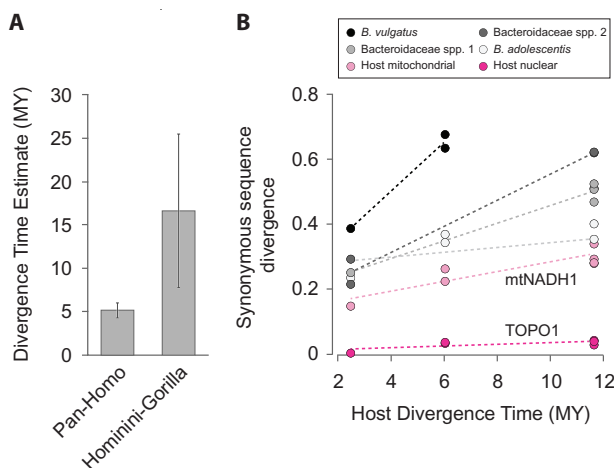 A
Divergence Time Estimate (MY)
30
25
20
15
10
5
0
Pan-Homo
Hominini-Gorilla
B
B. vulgatus
Bacteroidaceae spp. 2
Bacteroidaceae spp. 1
B. adolescentis
Host mitochondrial
Host nuclear
Synonymous sequence
divergence
0.8
0.6
0.4
0.2
0
mtNADH1
TOPO1
2
4
6
8
10
12
Host Divergence Time (MY)